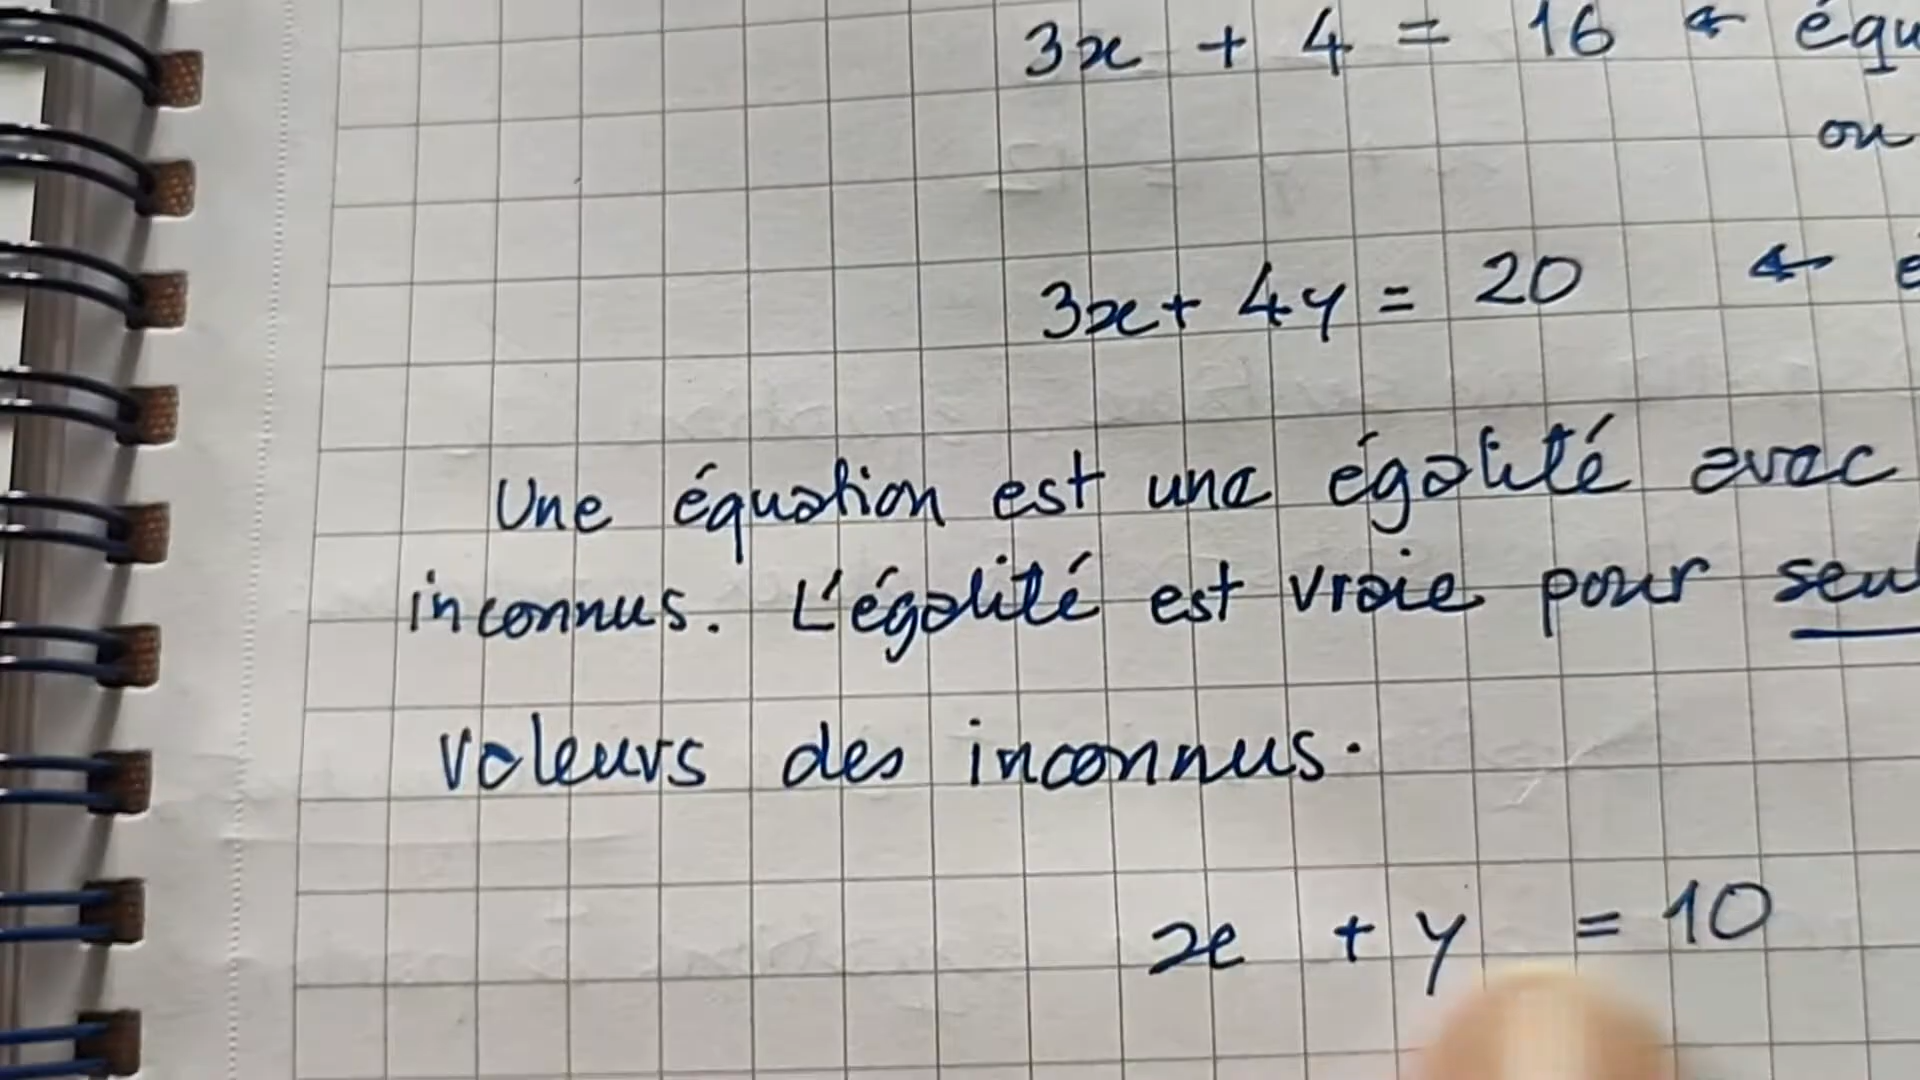 3x + 4 = 16 ←
ou
3x + 4y = 20 ←
Une équation est une égalité avec
inconnus. L'égalité est vraie pour
valeurs des inconnus.
x + y = 10